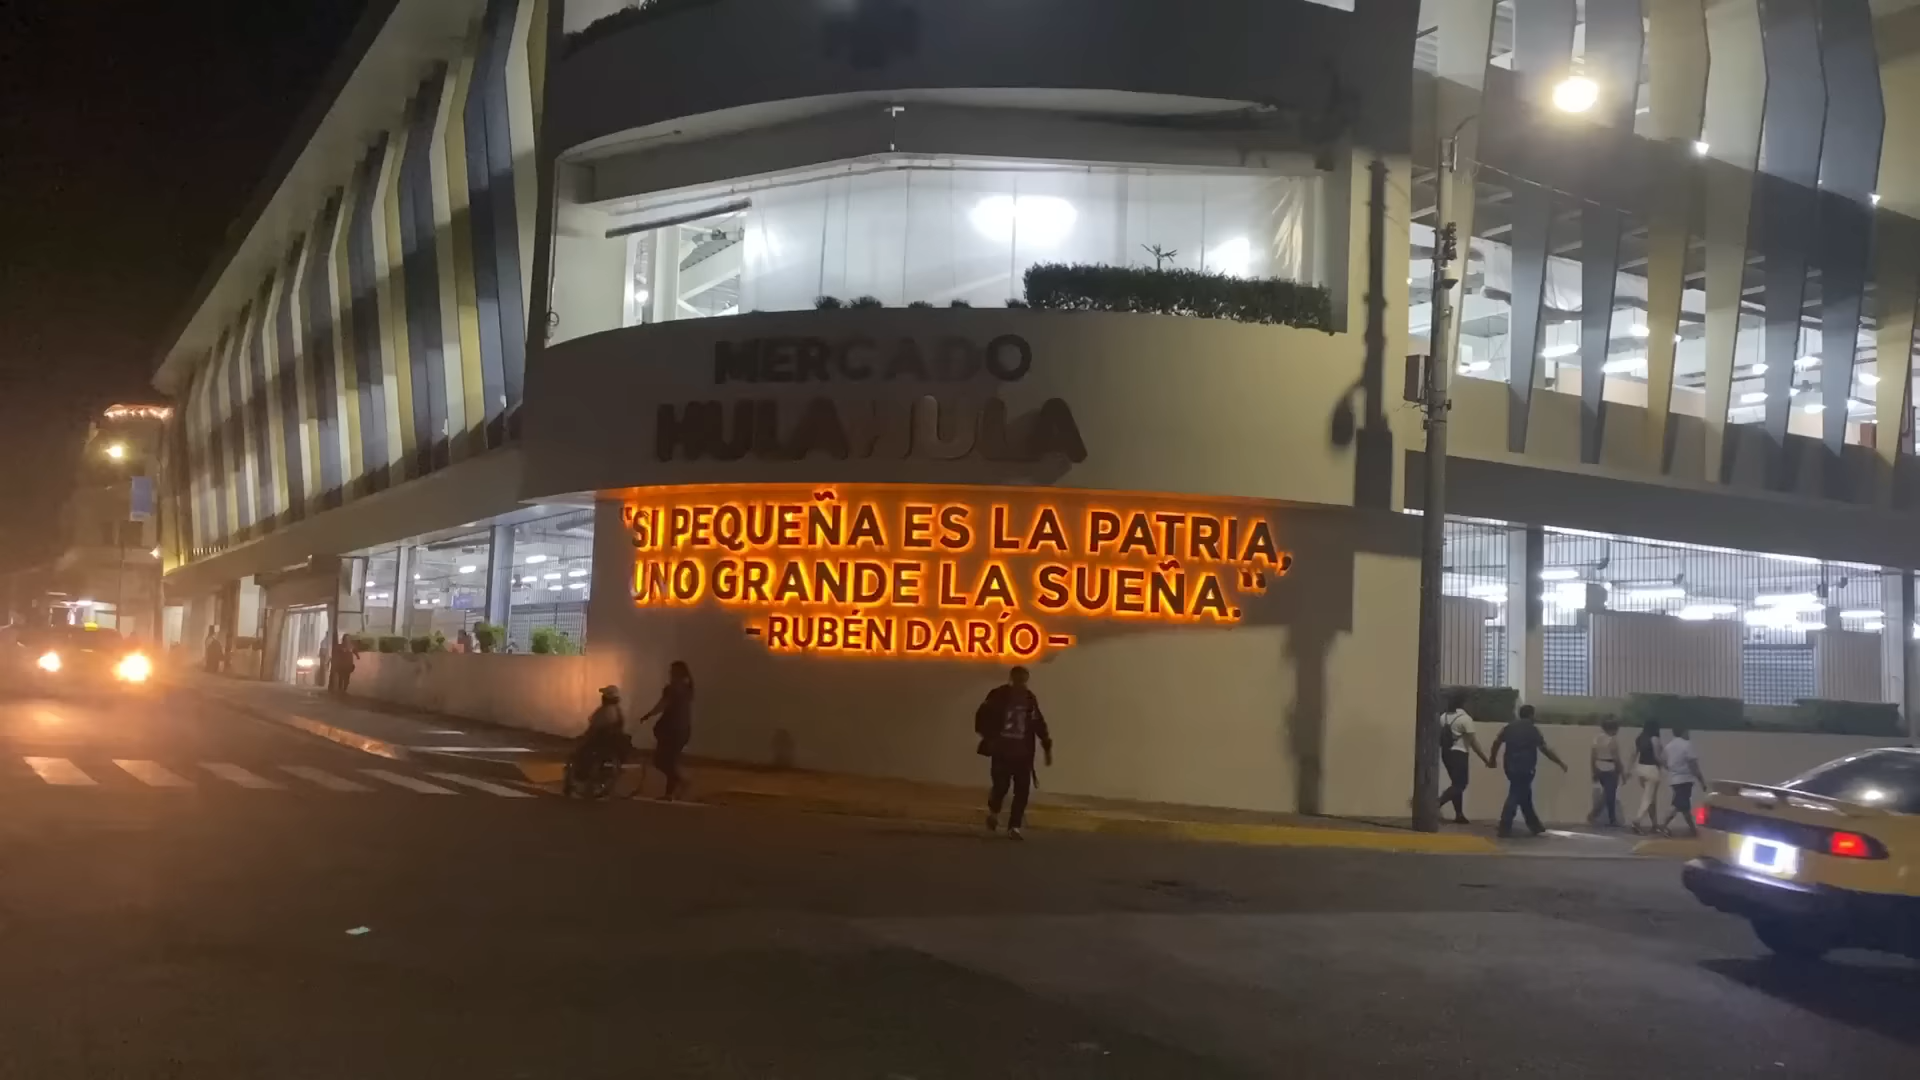 MERCADO
HULA HULA
"SI PEQUEÑA ES LA PATRIA,
UNO GRANDE LA SUEÑA."
-RUBÉN DARÍO-